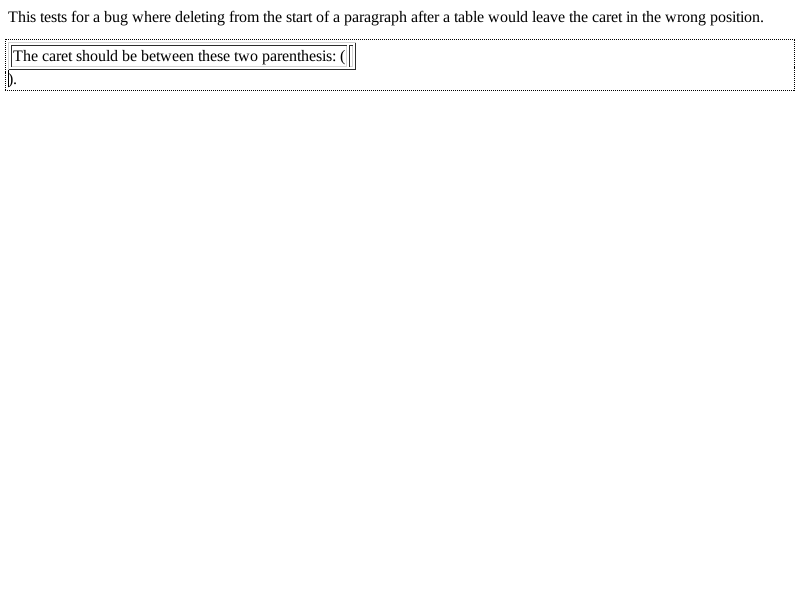 This tests for a bug where deleting from the start of a paragraph after a table would leave the caret in the wrong position.
The caret should be between these two parenthesis: (
).